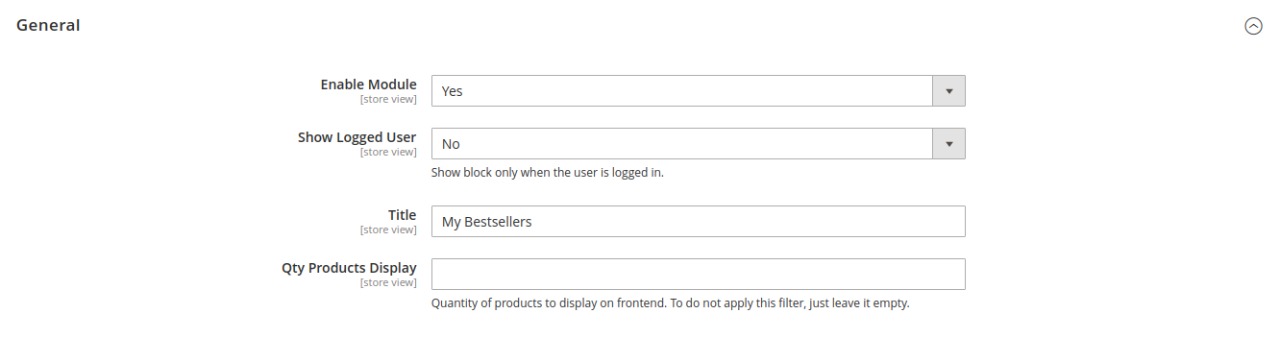 General
Enable Module
[store view]
Yes
Show Logged User
[store view]
No
Show block only when the user is logged in.
Title
[store view]
My Bestsellers
Qty Products Display
[store view]
Quantity of products to display on frontend. To do not apply this filter, just leave it empty.